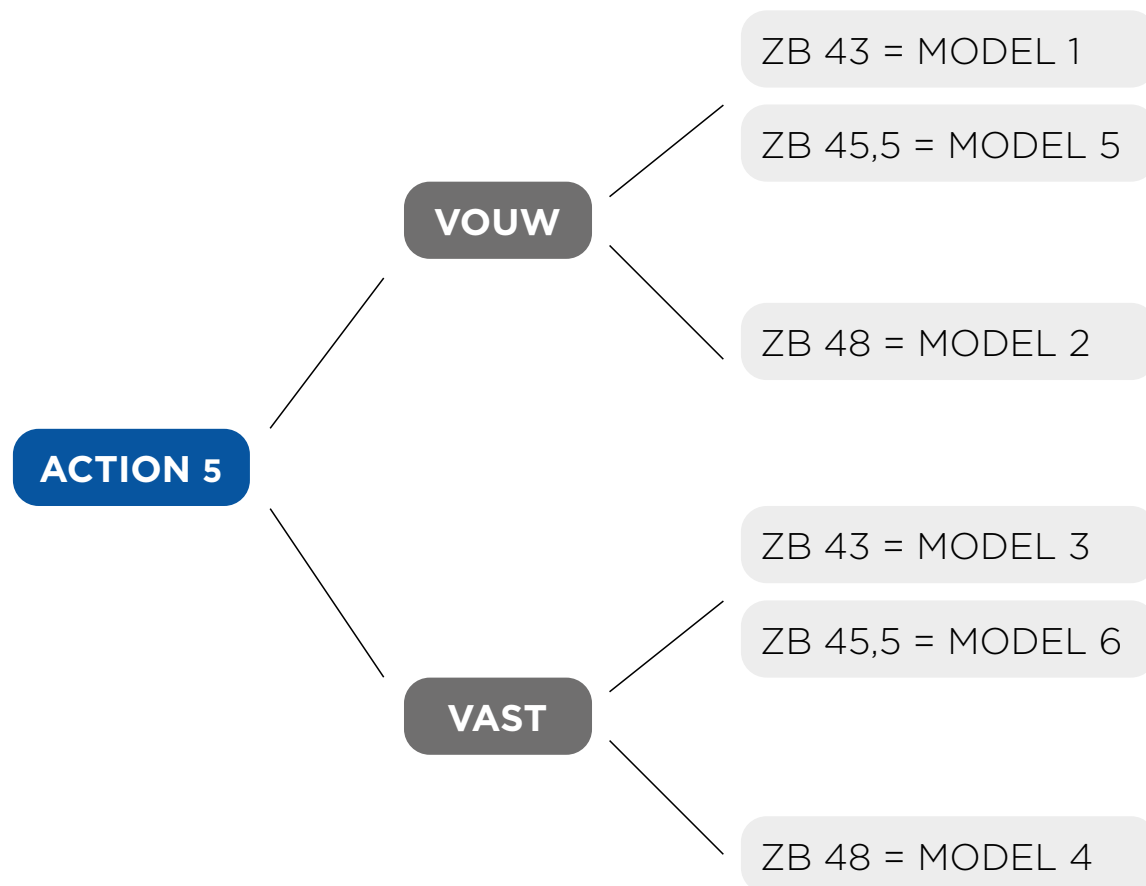 ZB 43 = MODEL 1
ZB 45,5 = MODEL 5
VOUW
ZB 48 = MODEL 2
ACTION 5
ZB 43 = MODEL 3
ZB 45,5 = MODEL 6
VAST
ZB 48 = MODEL 4